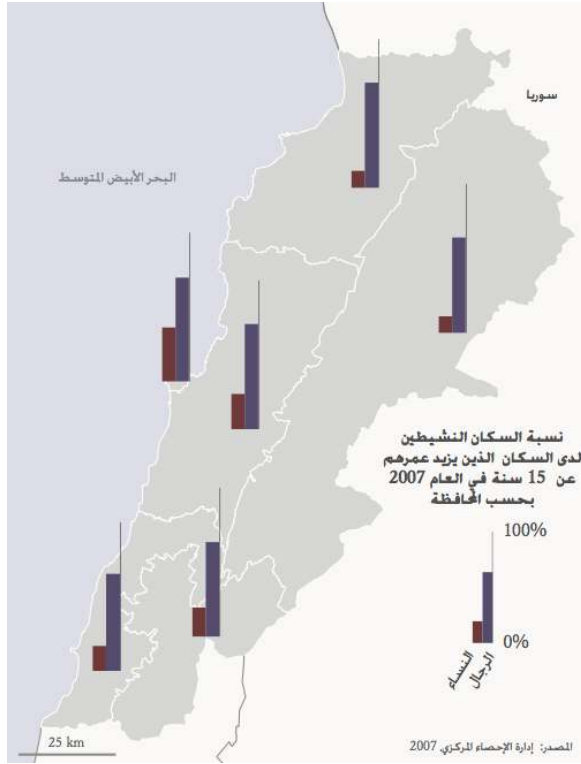 سوريا
البحر الأبيض المتوسط
نسبة السكان النشيطين
لدى السكان الذين يزيد عمرهم
عن 15 سنة في العام 2007
بحسب المحافظة
100%
0%
النساء
الرجال
25 km
المصدر: إدارة الإحصاء المركزي, 2007